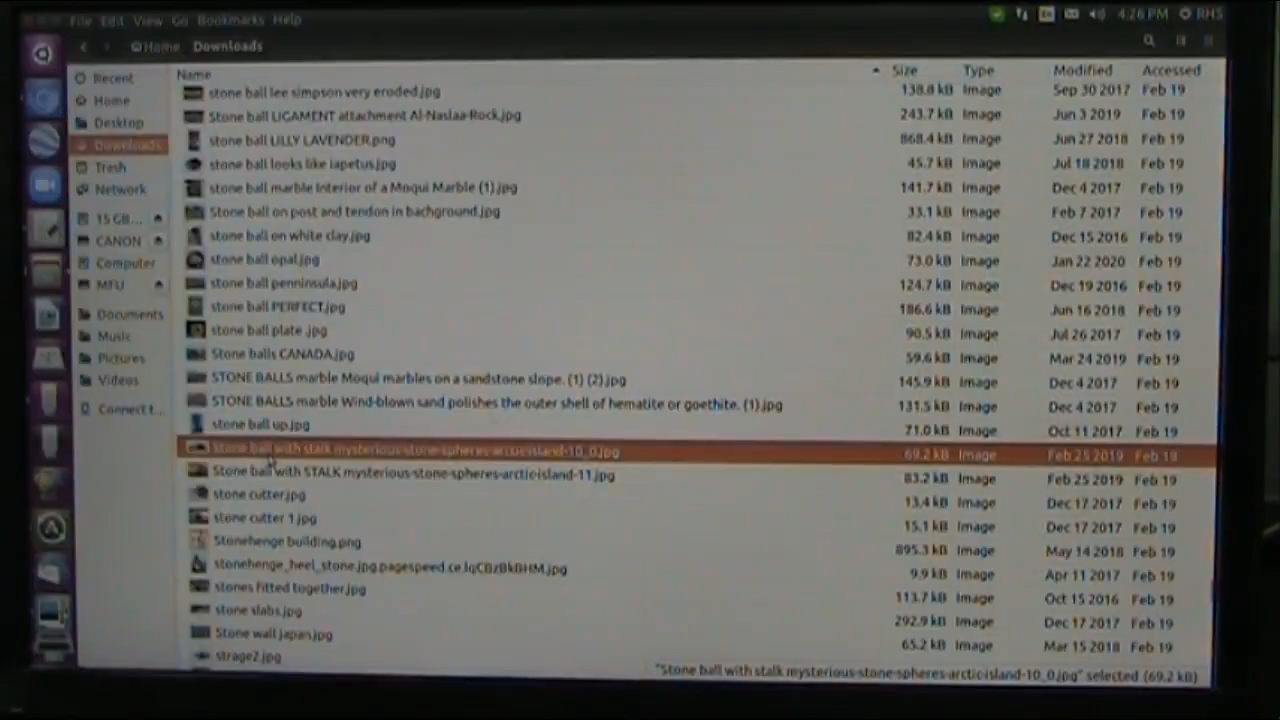 File Edit View Go Bookmarks Help 4:26 PM RHS
Home Downloads
Name Size Type Modified Accessed
Recent
Home
Desktop
Downloads
Trash
Network
15 GB...
CANON
Computer
MFU
Documents
Music
Pictures
Videos
Connect t...
stone ball lee simpson very eroded.jpg 138.8 kB Image Sep 30 2017 Feb 19
Stone ball LIGAMENT attachment Al-Naslaa-Rock.jpg 243.7 kB Image Jun 3 2019 Feb 19
stone ball LILLY LAVENDER.png 868.4 kB Image Jun 27 2018 Feb 19
stone ball looks like iapetus.jpg 45.7 kB Image Jul 18 2018 Feb 19
stone ball marble Interior of a Moqui Marble (1).jpg 141.7 kB Image Dec 4 2017 Feb 19
Stone ball on post and tendon in bachground.jpg 33.1 kB Image Feb 7 2017 Feb 19
stone ball on white clay.jpg 82.4 kB Image Dec 15 2016 Feb 19
stone ball opal.jpg 73.0 kB Image Jan 22 2020 Feb 19
stone ball penninsula.jpg 124.7 kB Image Dec 19 2016 Feb 19
stone ball PERFECT.jpg 186.6 kB Image Jun 16 2018 Feb 19
stone ball plate .jpg 90.5 kB Image Jul 26 2017 Feb 19
Stone balls CANADA.jpg 59.6 kB Image Mar 24 2019 Feb 19
STONE BALLS marble Moqui marbles on a sandstone slope. (1) (2).jpg 145.9 kB Image Dec 4 2017 Feb 19
STONE BALLS marble Wind-blown sand polishes the outer shell of hematite or goethite. (1).jpg 131.5 kB Image Dec 4 2017 Feb 19
stone ball up.jpg 71.0 kB Image Oct 11 2017 Feb 19
Stone ball with stalk mysterious-stone-spheres-arctic-island-10_0.jpg 69.2 kB Image Feb 25 2019 Feb 19
Stone ball with STALK mysterious-stone-spheres-arctic-island-11.jpg 83.2 kB Image Feb 25 2019 Feb 19
stone cutter.jpg 13.4 kB Image Dec 17 2017 Feb 19
stone cutter 1.jpg 15.1 kB Image Dec 17 2017 Feb 19
Stonehenge building.png 895.3 kB Image May 14 2018 Feb 19
stonehenge_heel_stone.jpg.pagespeed.ce.lqCBzBkBHM.jpg 9.9 kB Image Apr 11 2017 Feb 19
stones fitted together.jpg 113.7 kB Image Oct 15 2016 Feb 19
stone slabs.jpg 292.9 kB Image Dec 17 2017 Feb 19
Stone wall japan.jpg 65.2 kB Image Mar 15 2018 Feb 19
strage2.jpg
"Stone ball with stalk mysterious-stone-spheres-arctic-island-10_0.jpg" selected (69.2 kB)